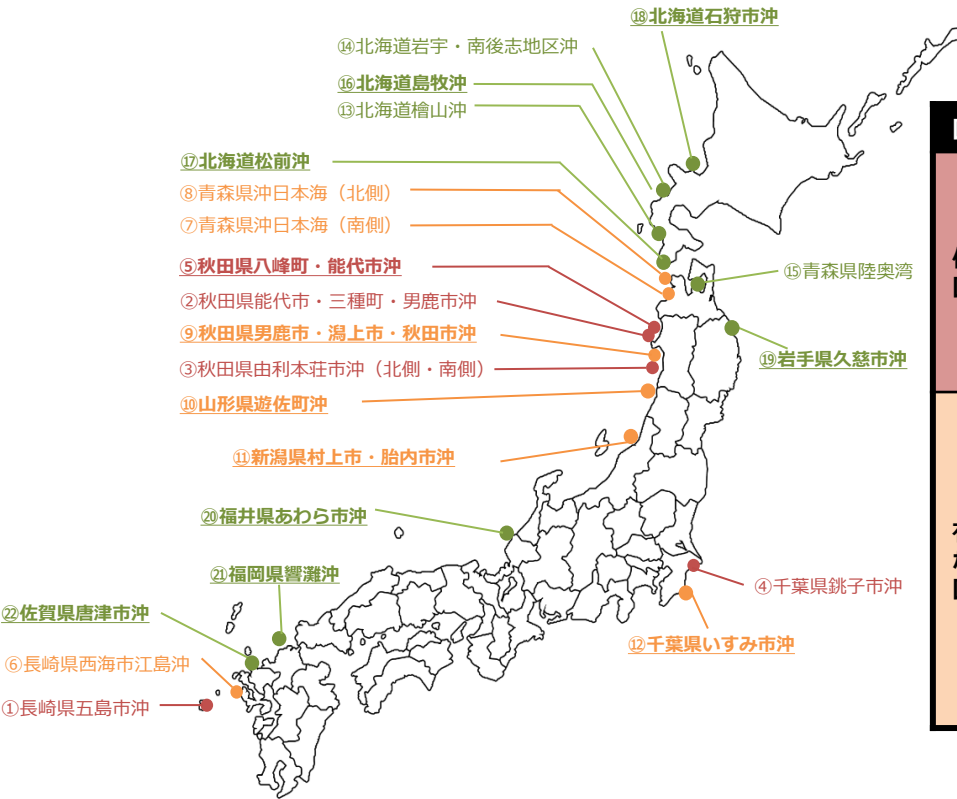 ⑱北海道石狩市沖
⑭北海道岩宇・南後志地区沖
⑯北海道島牧沖
⑬北海道檜山沖
⑰北海道松前沖
⑧青森県沖日本海（北側）
⑦青森県沖日本海（南側）
⑤秋田県八峰町・能代市沖
⑮青森県陸奥湾
②秋田県能代市・三種町・男鹿市沖
⑨秋田県男鹿市・潟上市・秋田市沖
⑲岩手県久慈市沖
③秋田県由利本荘市沖（北側・南側）
⑩山形県遊佐町沖
⑪新潟県村上市・胎内市沖
⑳福井県あわら市沖
㉑福岡県響灘沖
④千葉県銚子市沖
㉒佐賀県唐津市沖
⑫千葉県いすみ市沖
⑥長崎県西海市江島沖
①長崎県五島市沖